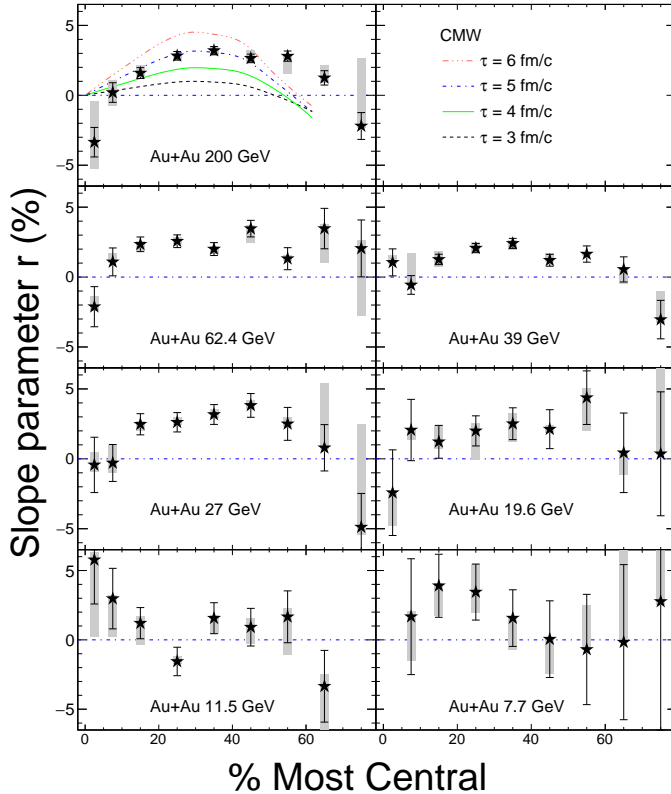 CMW
τ = 6 fm/c
τ = 5 fm/c
τ = 4 fm/c
τ = 3 fm/c
5
0
−5
Au+Au 200 GeV
5
0
−5
Au+Au 62.4 GeV
Au+Au 39 GeV
5
0
−5
Au+Au 27 GeV
Au+Au 19.6 GeV
5
0
−5
Au+Au 11.5 GeV
Au+Au 7.7 GeV
0 20 40 60 0 20 40 60
Slope parameter r (%)
% Most Central